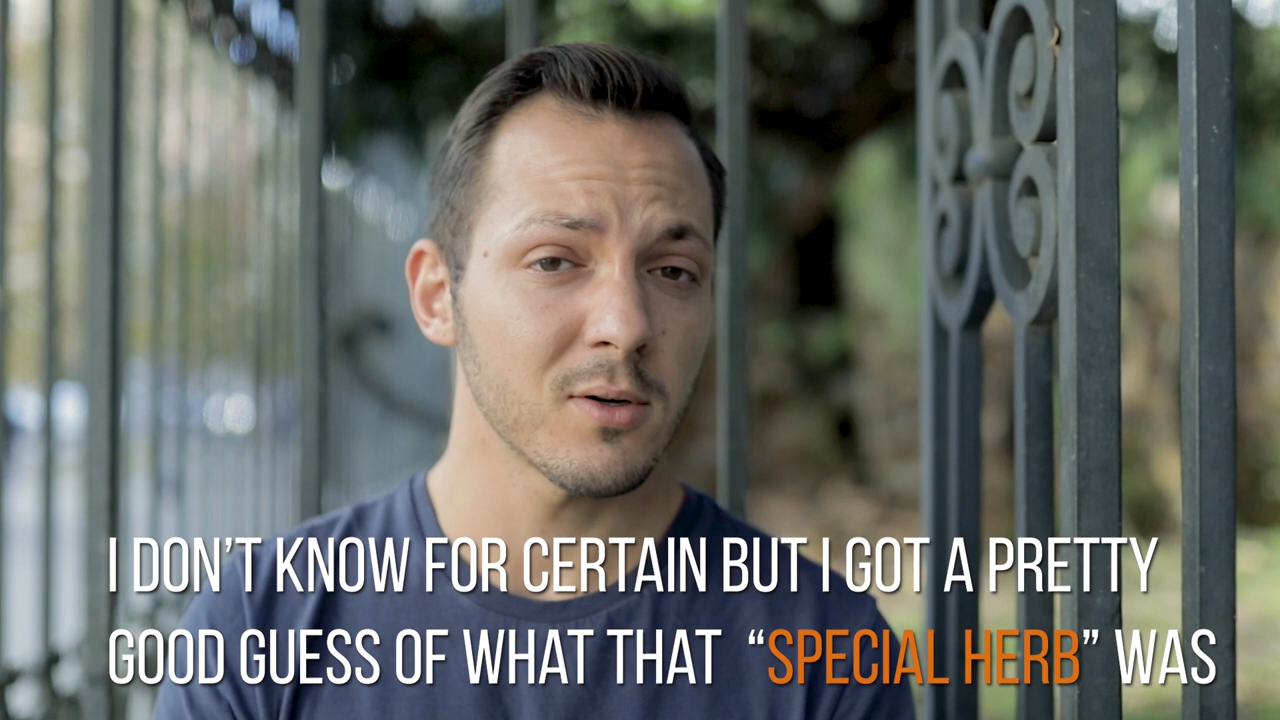 I DON’T KNOW FOR CERTAIN BUT I GOT A PRETTY
GOOD GUESS OF WHAT THAT “SPECIAL HERB” WAS